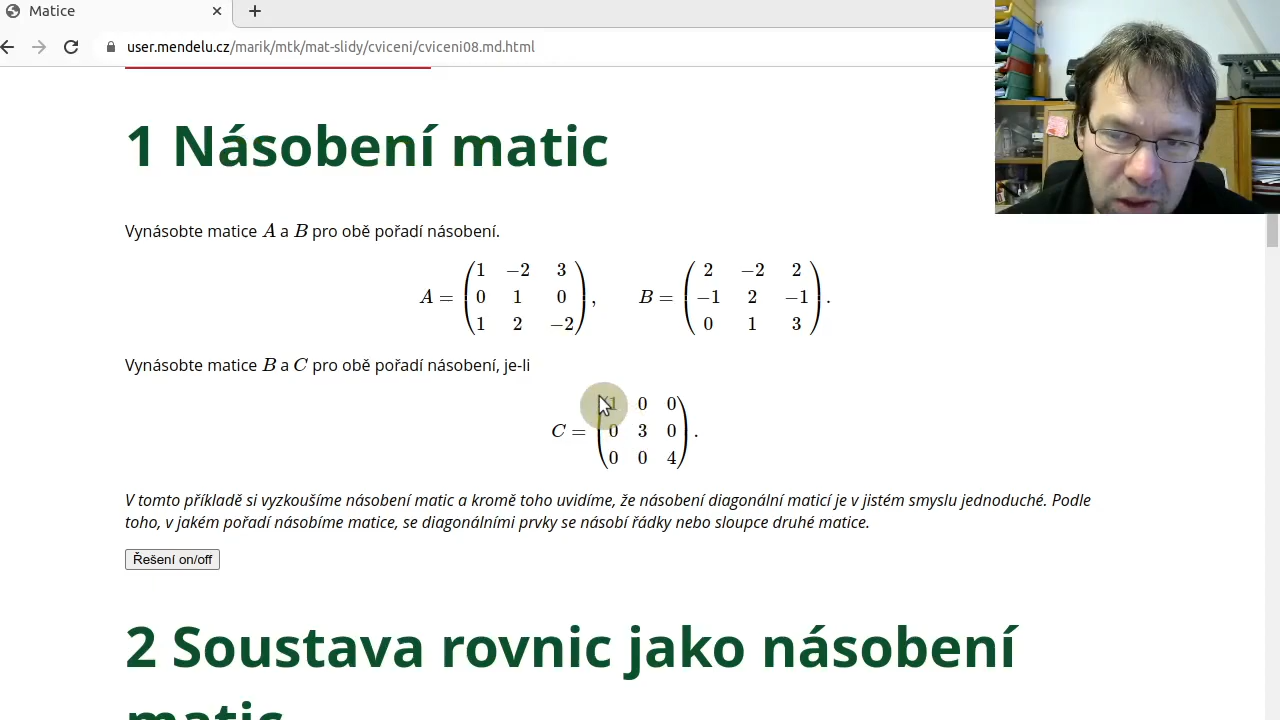 Matice
user.mendelu.cz/marik/mtk/mat-slidy/cviceni/cviceni08.md.html
1 Násobení matic
Vynásobte matice A a B pro obě pořadí násobení.
A = (1 −2 3
0 1 0
1 2 −2), B = (2 −2 2
−1 2 −1
0 1 3).
Vynásobte matice B a C pro obě pořadí násobení, je-li
C = (1 0 0
0 3 0
0 0 4).
V tomto příkladě si vyzkoušíme násobení matic a kromě toho uvidíme, že násobení diagonální maticí je v jistém smyslu jednoduché. Podle
toho, v jakém pořadí násobíme matice, se diagonálními prvky se násobí řádky nebo sloupce druhé matice.
Řešení on/off
2 Soustava rovnic jako násobení
matic